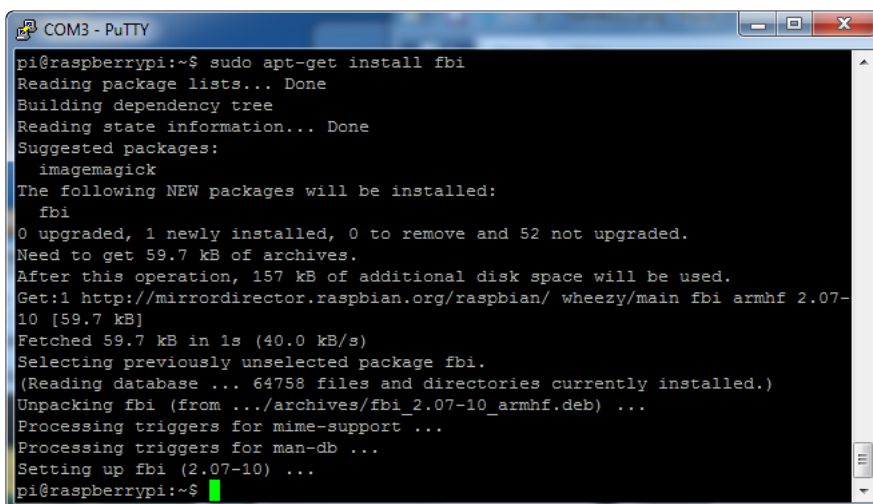 COM3 - PuTTY
pi@raspberrypi:~$ sudo apt-get install fbi
Reading package lists... Done
Building dependency tree
Reading state information... Done
Suggested packages:
  imagemagick
The following NEW packages will be installed:
  fbi
0 upgraded, 1 newly installed, 0 to remove and 52 not upgraded.
Need to get 59.7 kB of archives.
After this operation, 157 kB of additional disk space will be used.
Get:1 http://mirrordirector.raspbian.org/raspbian/ wheezy/main fbi armhf 2.07-
10 [59.7 kB]
Fetched 59.7 kB in 1s (40.0 kB/s)
Selecting previously unselected package fbi.
(Reading database ... 64758 files and directories currently installed.)
Unpacking fbi (from .../archives/fbi_2.07-10_armhf.deb) ...
Processing triggers for mime-support ...
Processing triggers for man-db ...
Setting up fbi (2.07-10) ...
pi@raspberrypi:~$